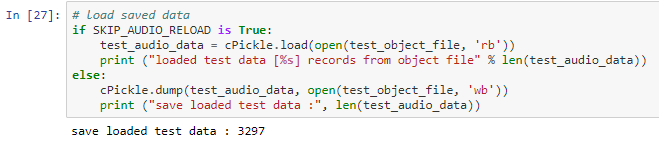 In [27]: # load saved data
if SKIP_AUDIO_RELOAD is True:
    test_audio_data = cPickle.load(open(test_object_file, 'rb'))
    print ("loaded test data [%s] records from object file" % len(test_audio_data))
else:
    cPickle.dump(test_audio_data, open(test_object_file, 'wb'))
    print ("save loaded test data :", len(test_audio_data))
save loaded test data : 3297